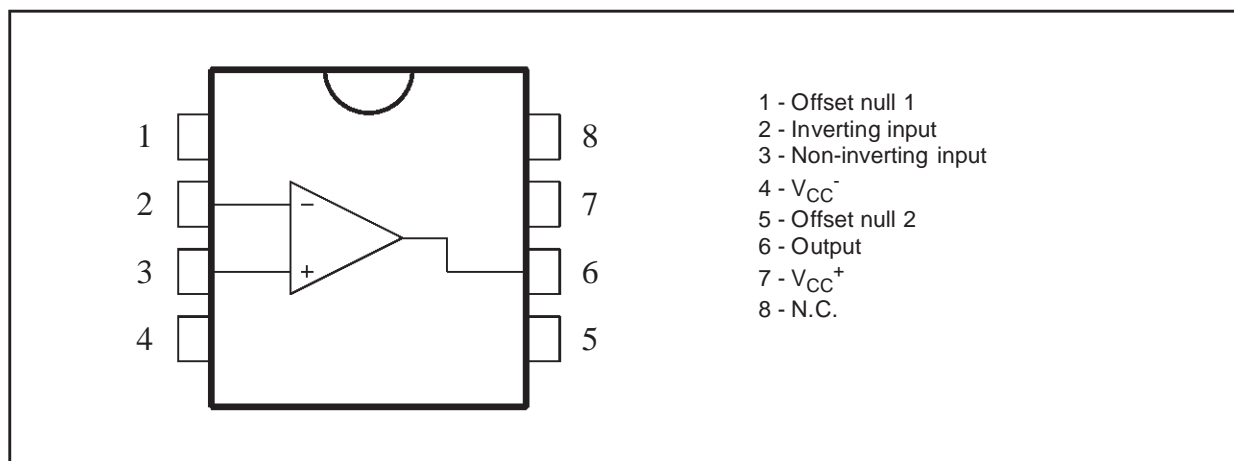 1
2
3
4
−
+
8
7
6
5
1 - Offset null 1
2 - Inverting input
3 - Non-inverting input
4 - VCC-
5 - Offset null 2
6 - Output
7 - VCC+
8 - N.C.